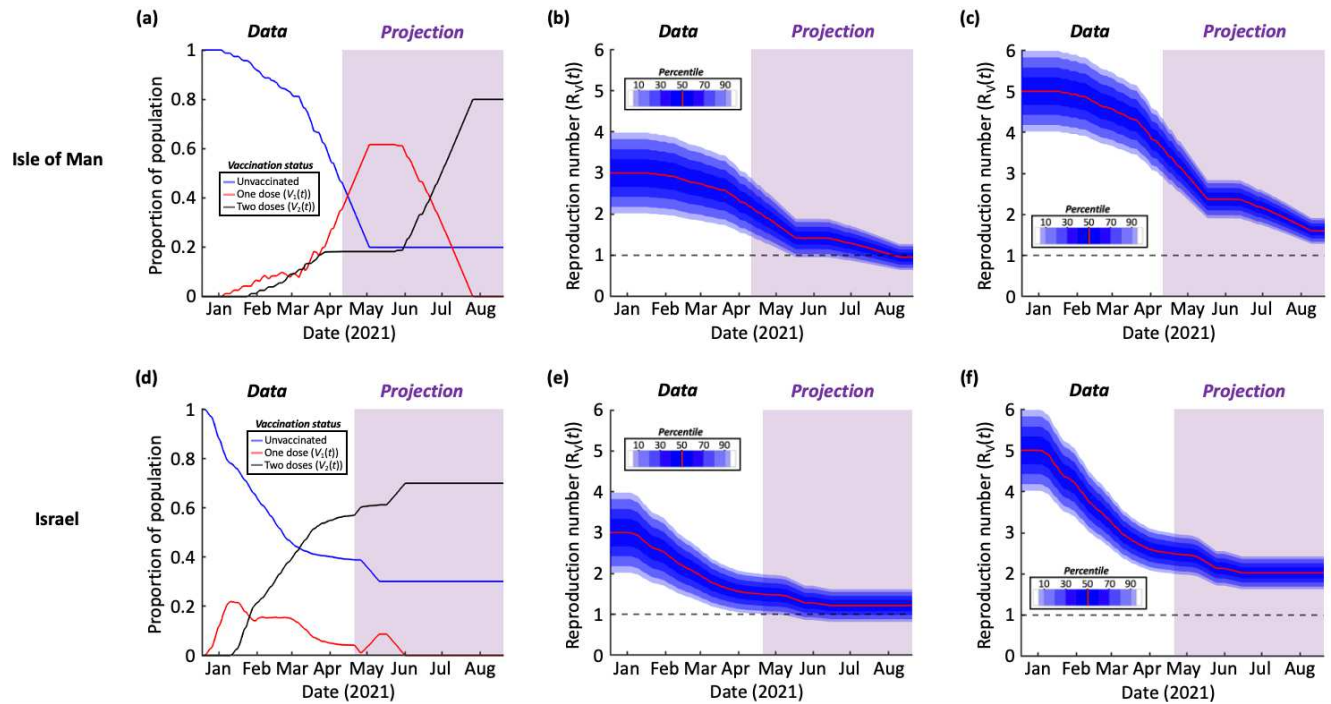 (a)
Data
Projection
Isle of Man
Proportion of population
1
0.8
0.6
0.4
0.2
0
Vaccination status
Unvaccinated
One dose (V₁(t))
Two doses (V₂(t))
Jan Feb Mar Apr May Jun Jul Aug
Date (2021)
(b)
Data
Projection
Reproduction number (Rᵥ(t))
6
5
4
3
2
1
0
Percentile
10 30 50 70 90
Jan Feb Mar Apr May Jun Jul Aug
Date (2021)
(c)
Data
Projection
Reproduction number (Rᵥ(t))
6
5
4
3
2
1
0
Percentile
10 30 50 70 90
Jan Feb Mar Apr May Jun Jul Aug
Date (2021)
(d)
Data
Projection
Israel
Proportion of population
1
0.8
0.6
0.4
0.2
0
Vaccination status
Unvaccinated
One dose (V₁(t))
Two doses (V₂(t))
Jan Feb Mar Apr May Jun Jul Aug
Date (2021)
(e)
Data
Projection
Reproduction number (Rᵥ(t))
6
5
4
3
2
1
0
Percentile
10 30 50 70 90
Jan Feb Mar Apr May Jun Jul Aug
Date (2021)
(f)
Data
Projection
Reproduction number (Rᵥ(t))
6
5
4
3
2
1
0
Percentile
10 30 50 70 90
Jan Feb Mar Apr May Jun Jul Aug
Date (2021)